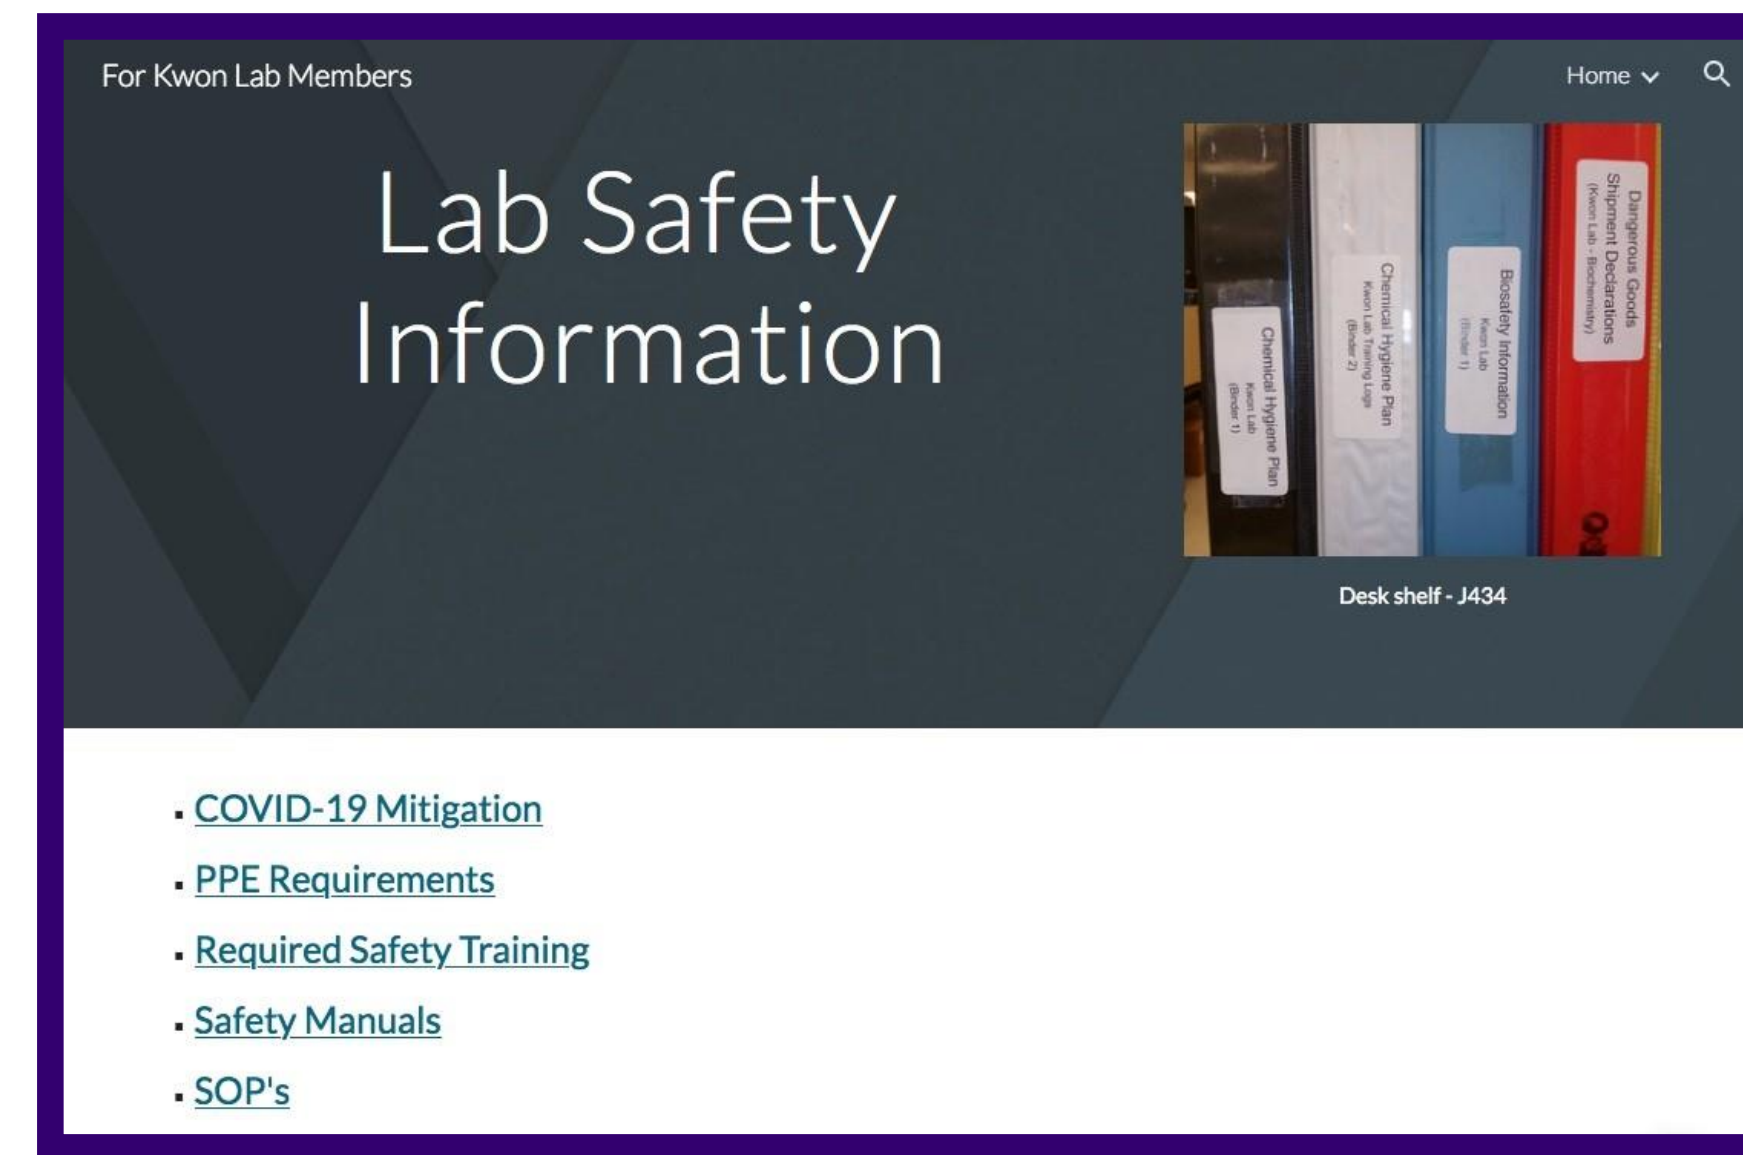 For Kwon Lab Members
Home
Lab Safety
Information
Chemical Hygiene Plan
Kwon Lab
(Binder 1)
Chemical Hygiene Plan
Kwon Lab Training Logs
(Binder 2)
Biosafety Information
Kwon Lab
(Binder 1)
Dangerous Goods
Shipment Declarations
(Kwon Lab - Biochemistry)
Desk shelf - J434
COVID-19 Mitigation
PPE Requirements
Required Safety Training
Safety Manuals
SOP's